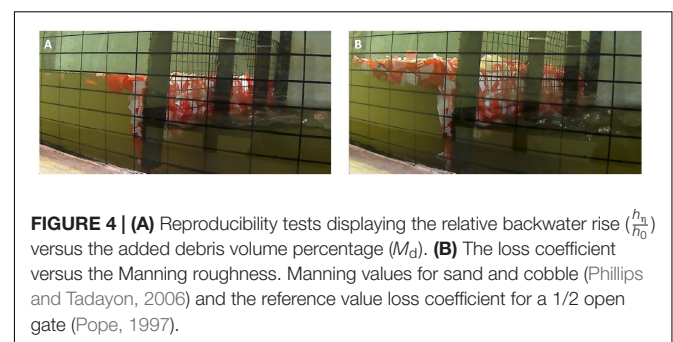 A B
FIGURE 4 | (A) Reproducibility tests displaying the relative backwater rise (hη/h0)
versus the added debris volume percentage (Md). (B) The loss coefficient
versus the Manning roughness. Manning values for sand and cobble (Phillips
and Tadayon, 2006) and the reference value loss coefficient for a 1/2 open
gate (Pope, 1997).